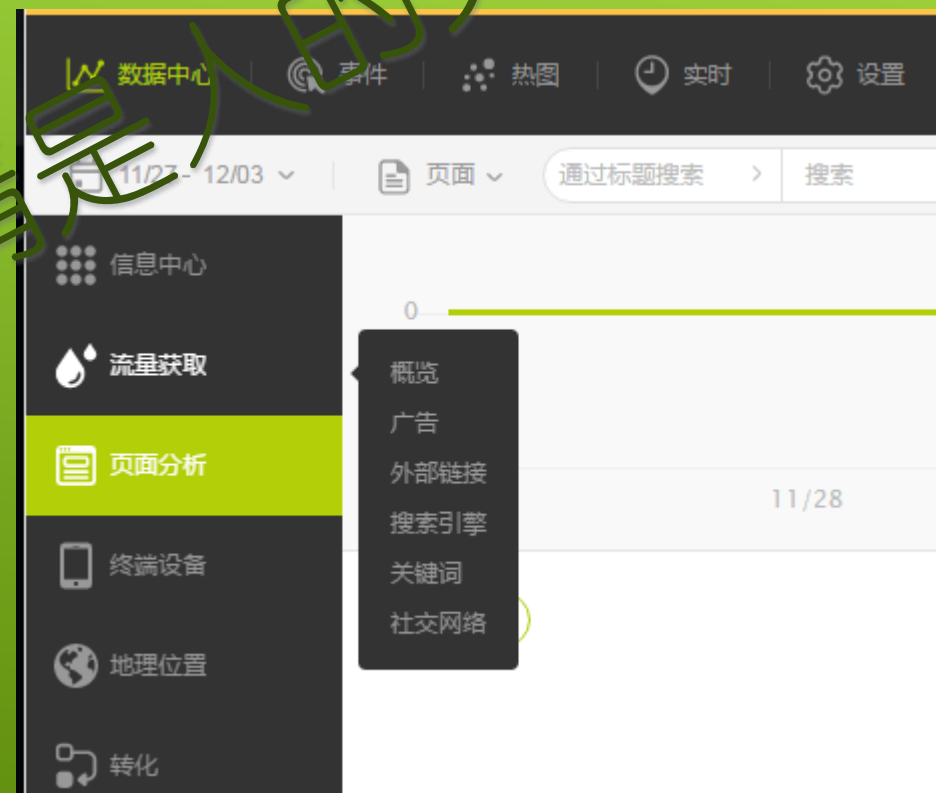 数据中心 事件 热图 实时 设置
11/27 - 12/03 页面 通过标题搜索 搜索
信息中心
0
流量获取
概览
广告
页面分析
外部链接
11/28
搜索引擎
终端设备
关键词
社交网络
地理位置
转化
是人的